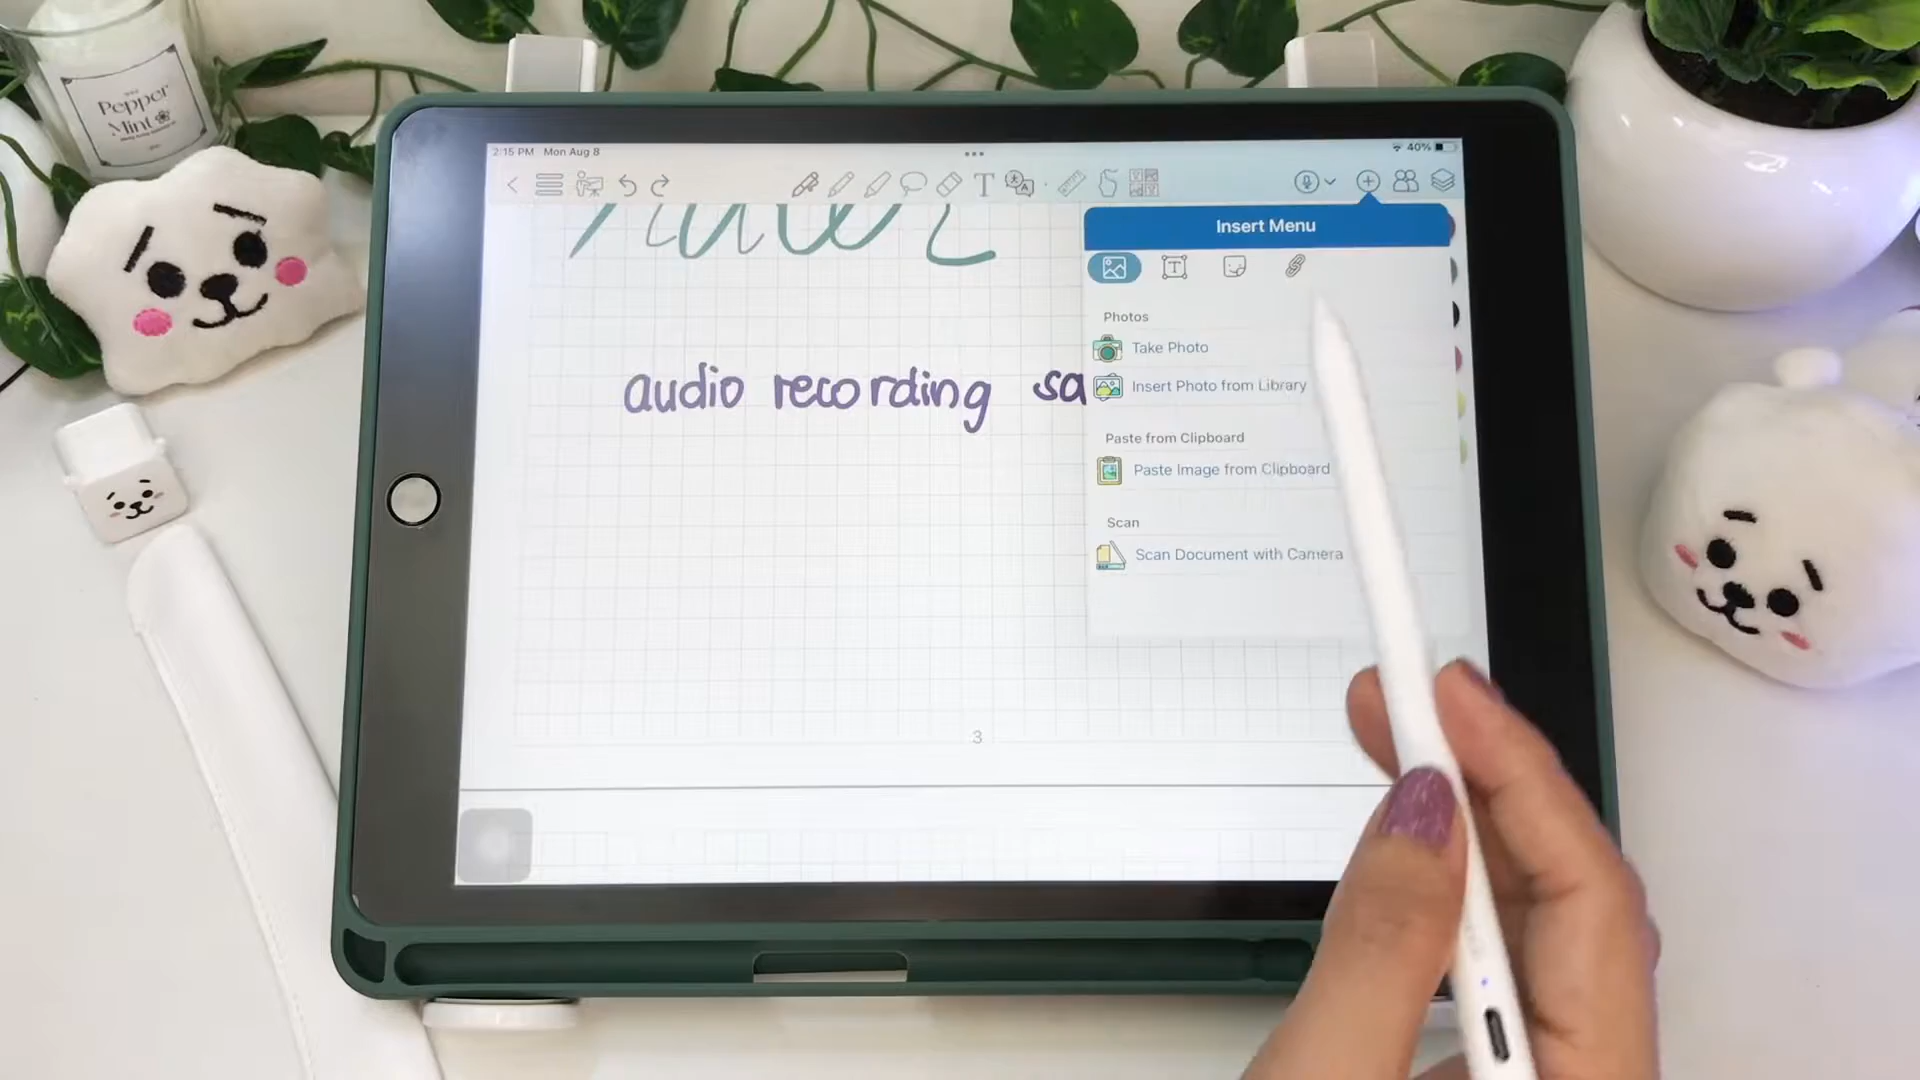 Pepper
Mint
2:15 PM Mon Aug 8
40%
T
Insert Menu
T
Photos
Take Photo
Insert Photo from Library
audio recording sa
Paste from Clipboard
Paste Image from Clipboard
Scan
Scan Document with Camera
3